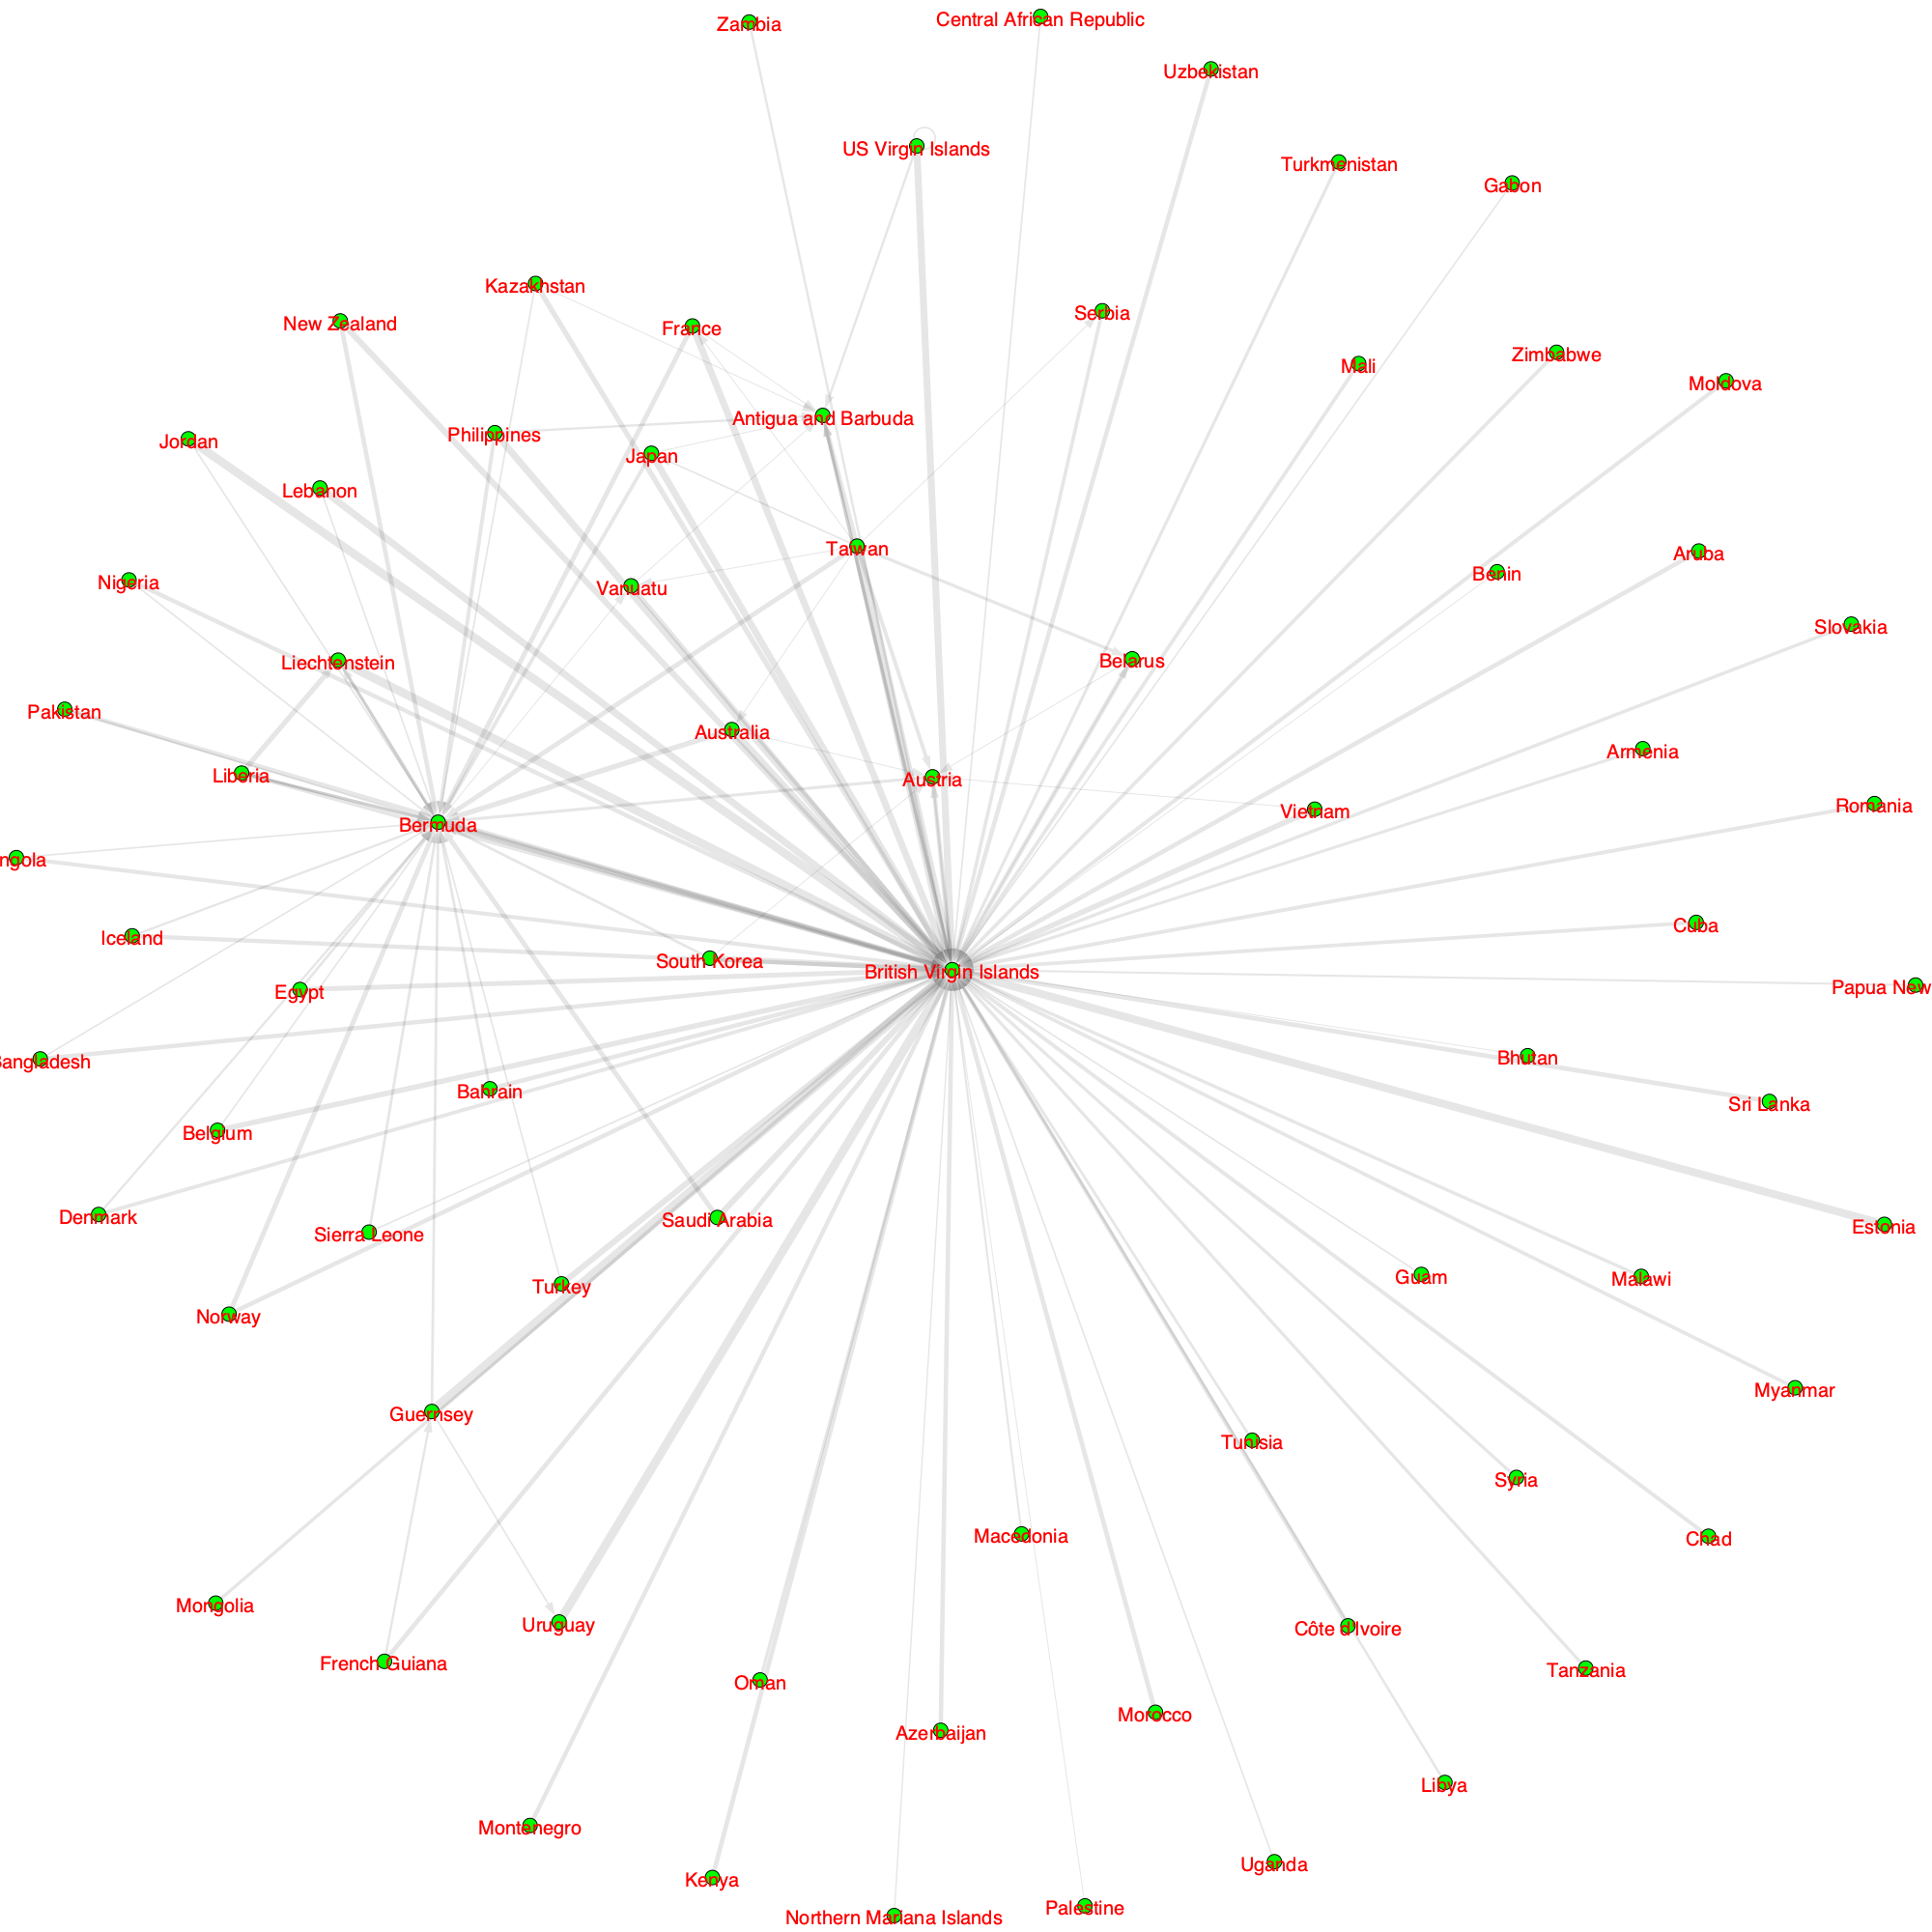 Central African Republic
Zambia
Uzbekistan
US Virgin Islands
Turkmenistan
Gabon
Kazakhstan
Serbia
New Zealand
France
Zimbabwe
Mali
Moldova
Antigua and Barbuda
Philippines
Jordan
Japan
Lebanon
Taiwan
Aruba
Benin
Nigeria
Vanuatu
Slovakia
Belarus
Liechtenstein
Pakistan
Australia
Armenia
Liberia
Austria
Romania
Vietnam
Bermuda
ngola
Cuba
Iceland
South Korea
British Virgin Islands
Papua New
Egypt
Bhutan
Bangladesh
Bahrain
Sri Lanka
Belgium
Denmark
Saudi Arabia
Estonia
Sierra Leone
Guam
Malawi
Turkey
Norway
Myanmar
Guernsey
Tunisia
Syria
Macedonia
Chad
Mongolia
Uruguay
Côte d'Ivoire
French Guiana
Tanzania
Oman
Morocco
Azerbaijan
Libya
Montenegro
Uganda
Kenya
Palestine
Northern Mariana Islands